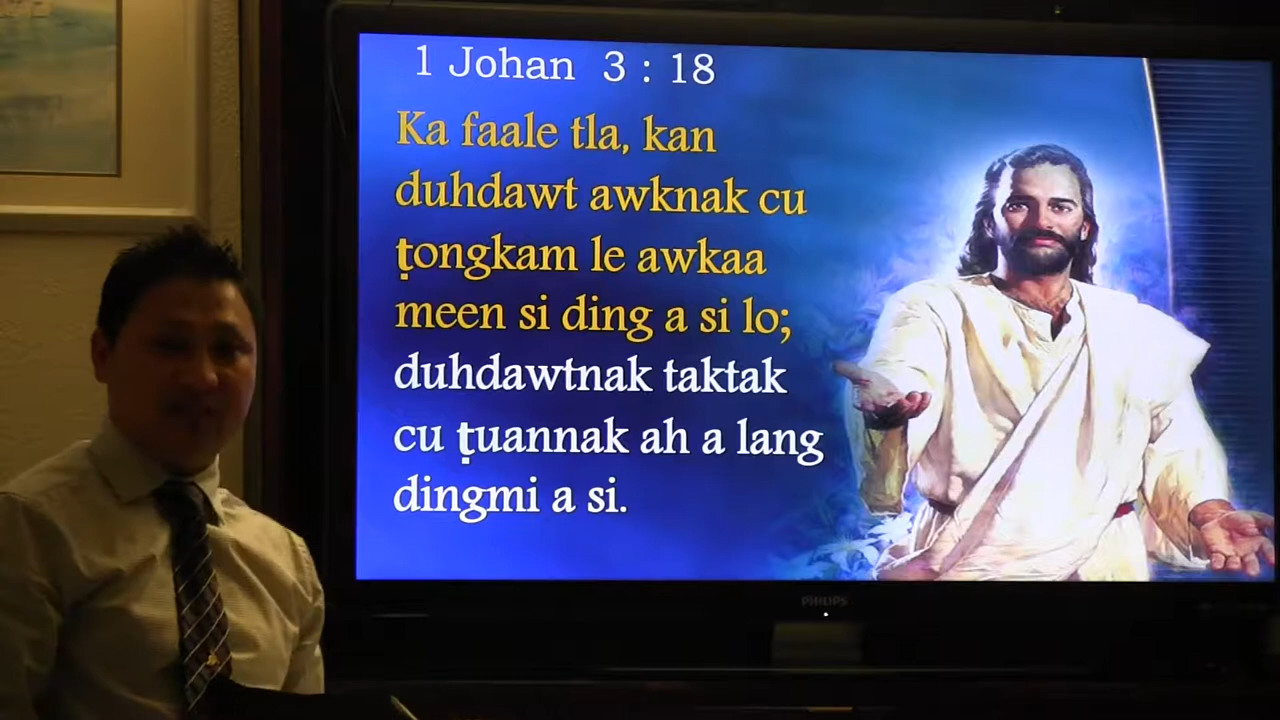 1 Johan 3 : 18
Ka faale tla, kan
duhdawt awknak cu
ṭongkam le awkaa
meen si ding a si lo;
duhdawtnak taktak
cu ṭuannak ah a lang
dingmi a si.
PHILIPS